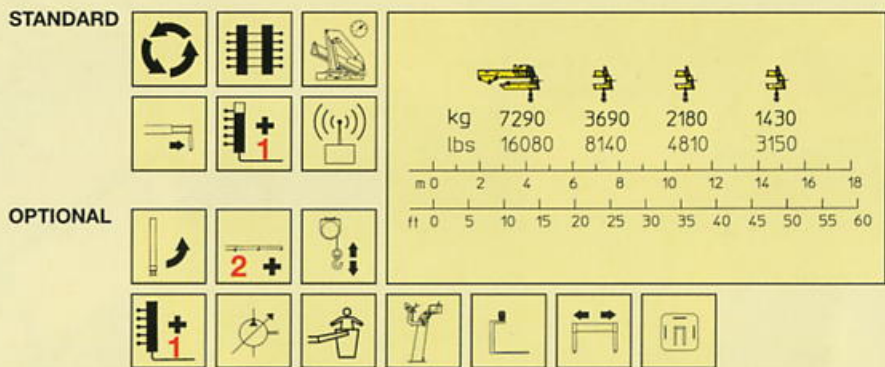 STANDARD
+
1
kg 7290 3690 2180 1430
lbs 16080 8140 4810 3150
m 0 2 4 6 8 10 12 14 16 18
OPTIONAL
ft 0 5 10 15 20 25 30 35 40 45 50 55 60
2 +
+
1